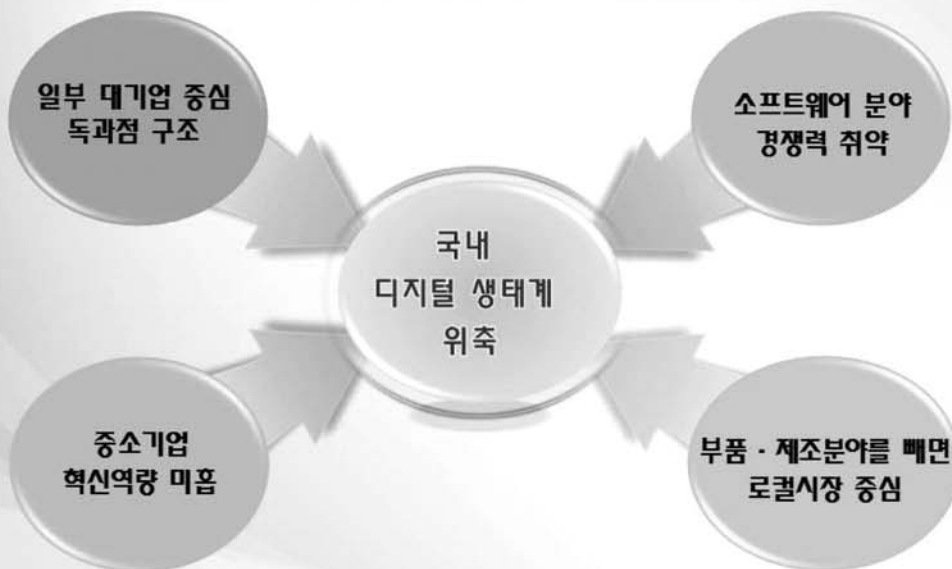 일부 대기업 중심
독과점 구조
소프트웨어 분야
경쟁력 취약
국내
디지털 생태계
위축
중소기업
혁신역량 미흡
부품 · 제조분야를 빼면
로컬시장 중심